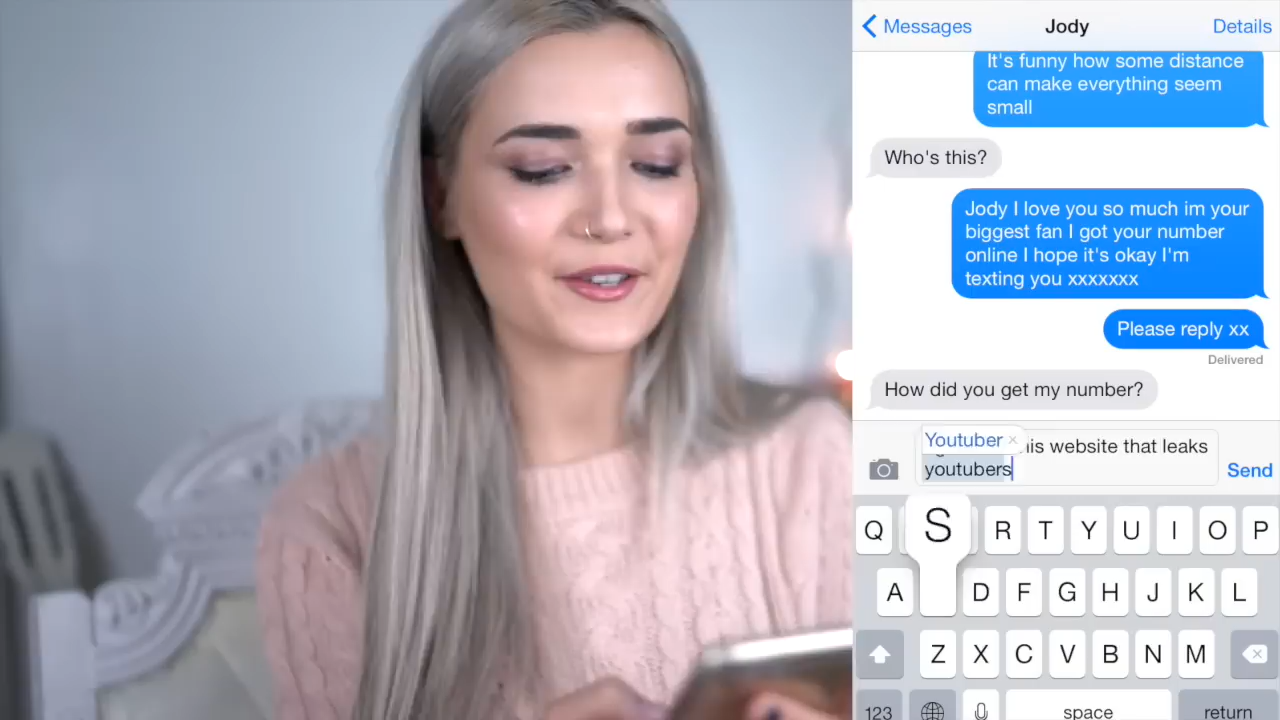 Messages Jody Details
It's funny how some distance
can make everything seem
small
Who's this?
Jody I love you so much im your
biggest fan I got your number
online I hope it's okay I'm
texting you xxxxxxx
Please reply xx
Delivered
How did you get my number?
Youtuber × his website that leaks
youtubers
Send
Q S R T Y U I O P
A D F G H J K L
Z X C V B N M
123 space return